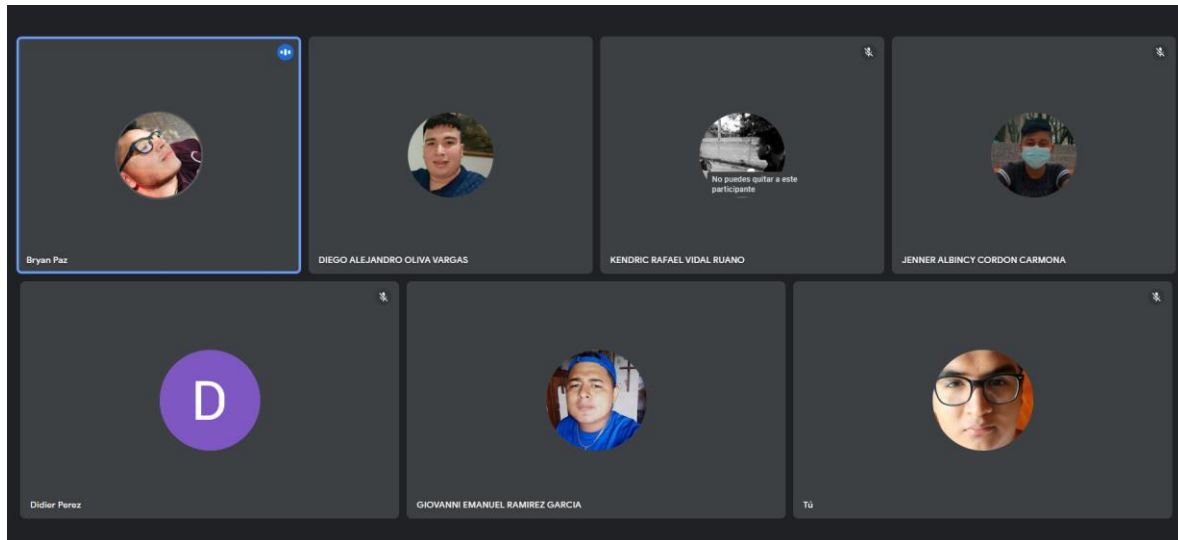 Bryan Paz
DIEGO ALEJANDRO OLIVA VARGAS
No puedes quitar a este
participante
KENDRIC RAFAEL VIDAL RUANO
JENNER ALBINCY CORDON CARMONA
D
Didier Perez
GIOVANNI EMANUEL RAMIREZ GARCIA
Tú